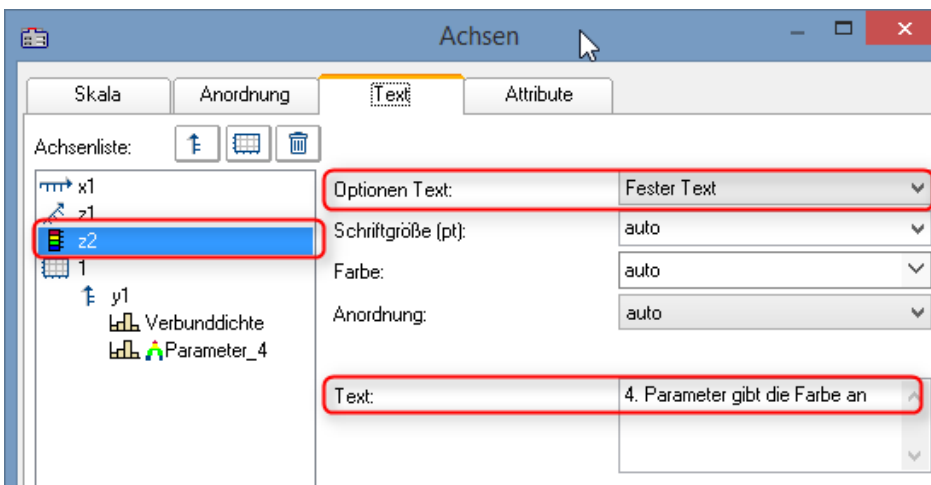 Achsen
Skala Anordnung Text Attribute
Achsenliste:
x1
z1
z2
1
y1
Verbunddichte
Parameter_4
Optionen Text: Fester Text
Schriftgröße (pt): auto
Farbe: auto
Anordnung: auto
Text: 4. Parameter gibt die Farbe an